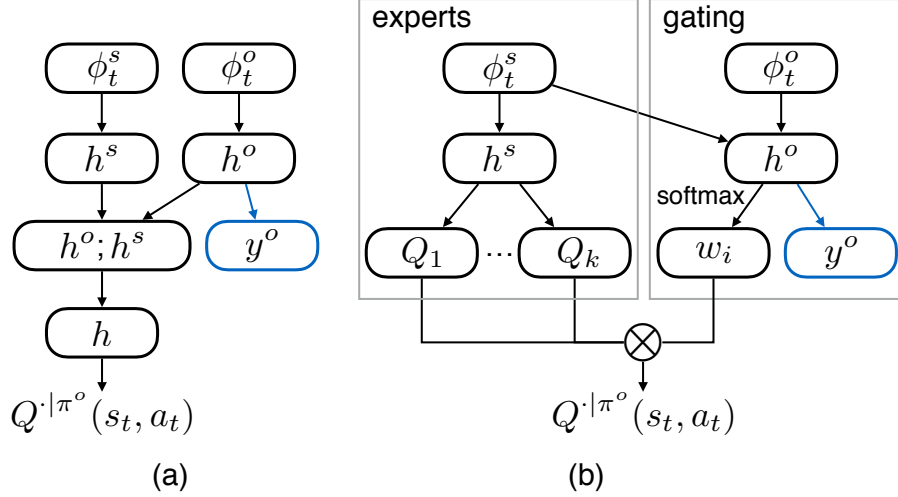 experts gating
ϕ_t^s ϕ_t^o ϕ_t^s ϕ_t^o
h^s h^o h^s h^o
softmax
h^o; h^s y^o Q_1 ... Q_k w_i y^o
h
Q^{·|π^o}(s_t, a_t) Q^{·|π^o}(s_t, a_t)
(a) (b)